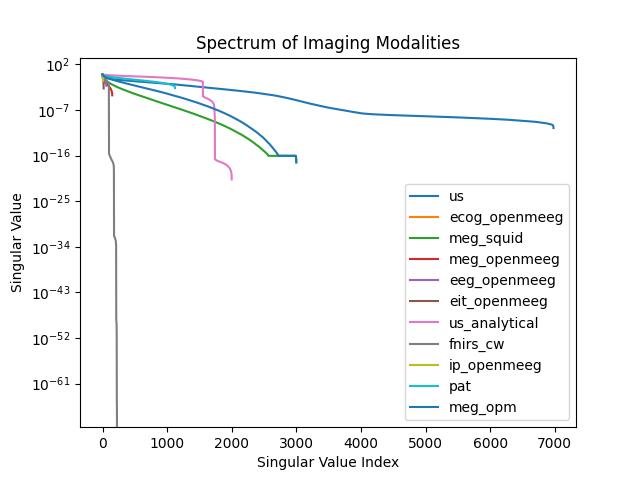 Spectrum of Imaging Modalities
Singular Value
10^2
10^-7
10^-16
10^-25
10^-34
10^-43
10^-52
10^-61
us
ecog_openmeeg
meg_squid
meg_openmeeg
eeg_openmeeg
eit_openmeeg
us_analytical
fnirs_cw
ip_openmeeg
pat
meg_opm
0 1000 2000 3000 4000 5000 6000 7000
Singular Value Index